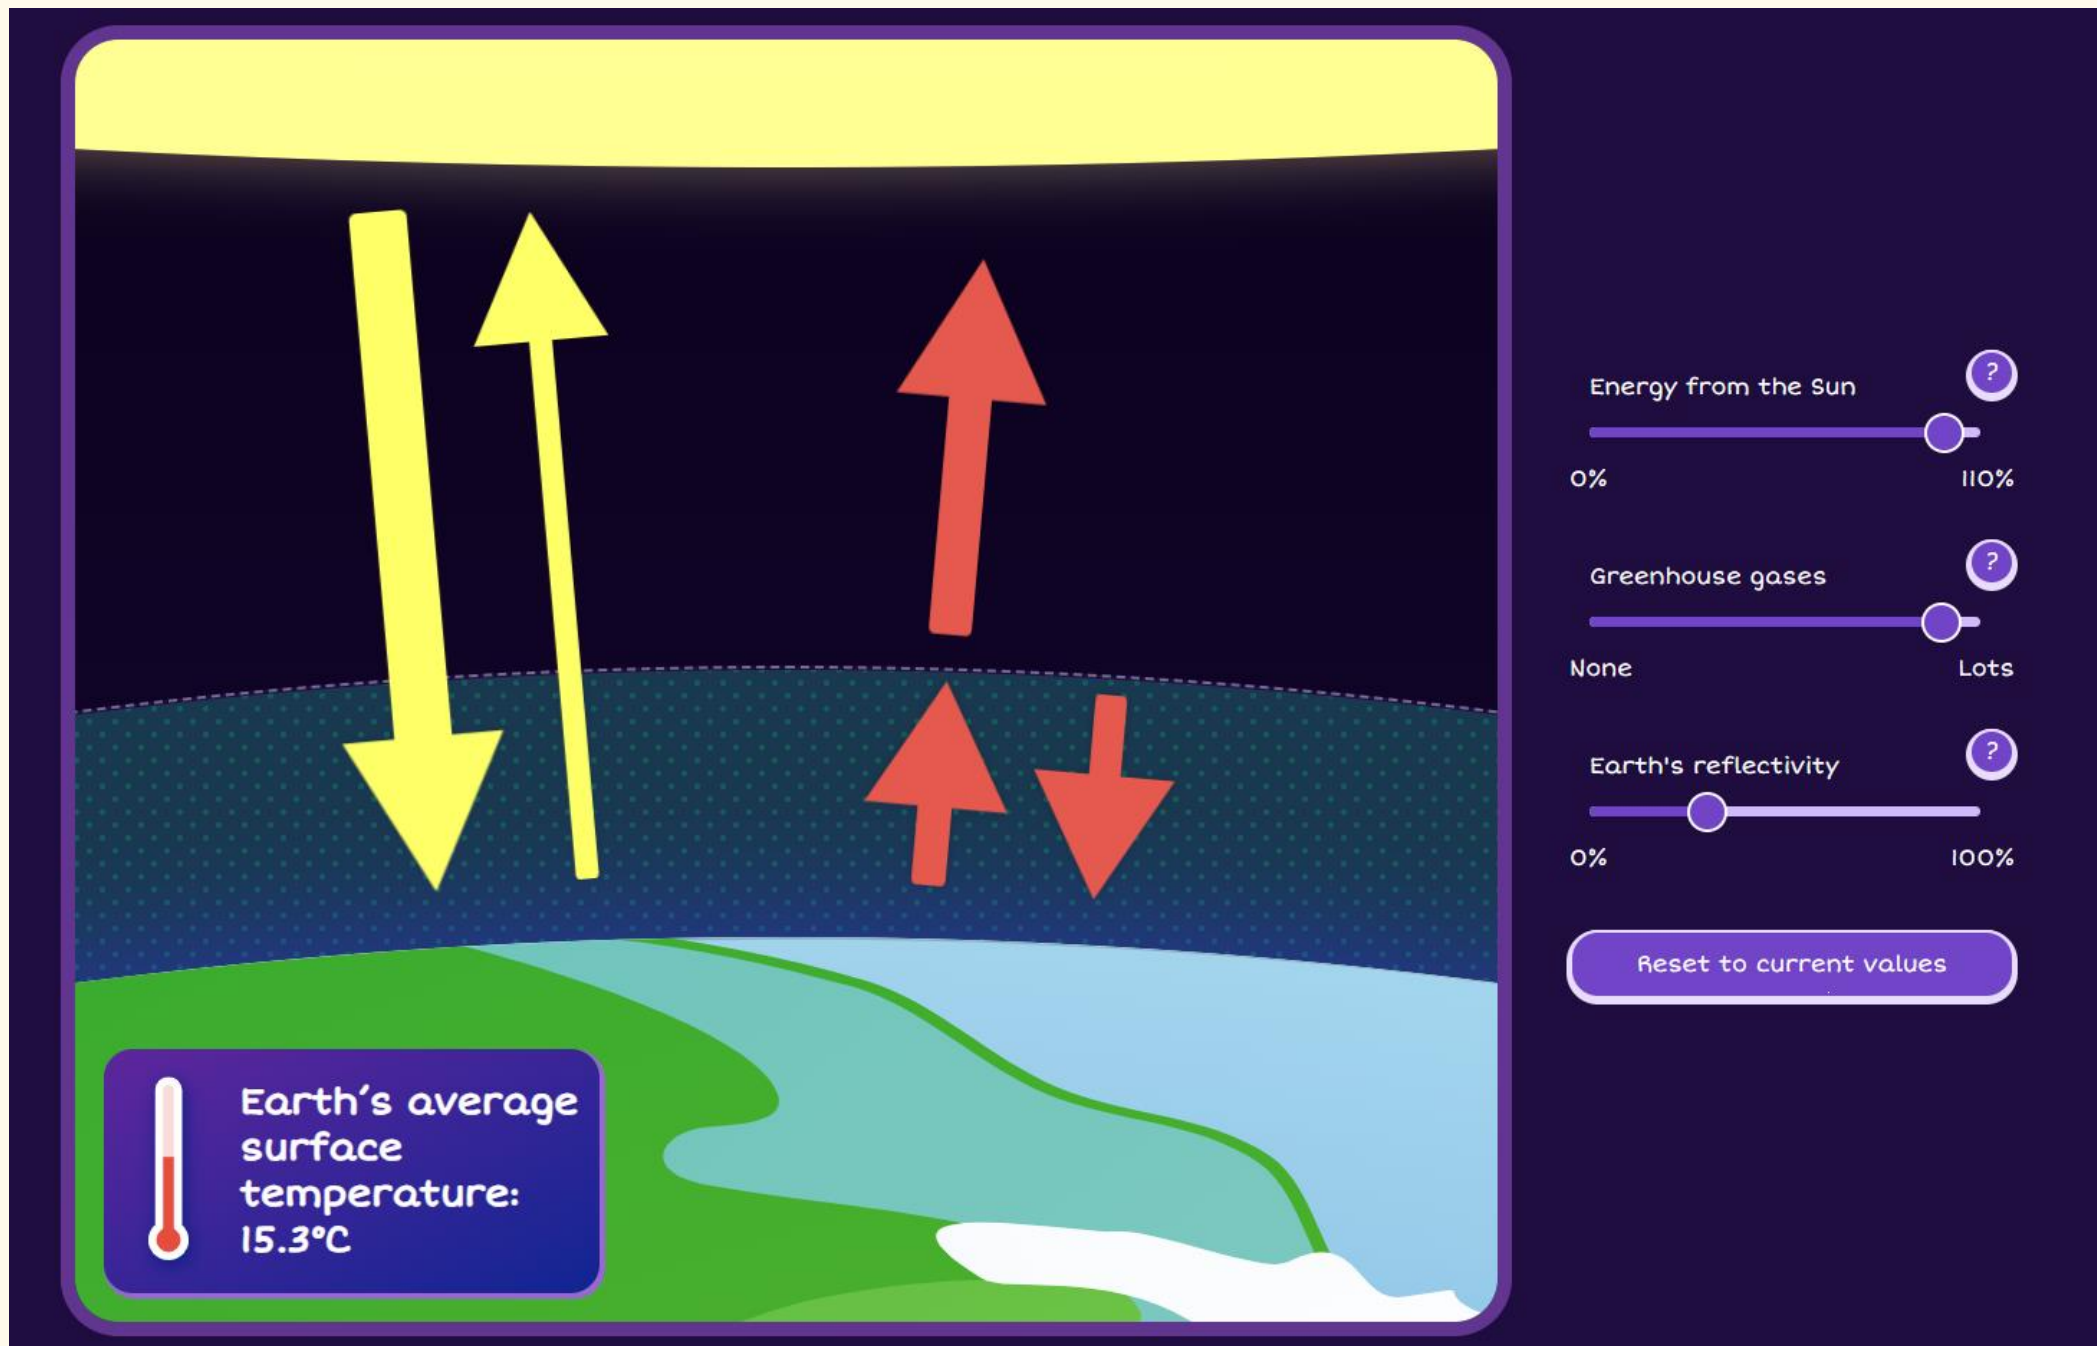 Energy from the Sun
?
0%
110%
Greenhouse gases
?
None
Lots
Earth's reflectivity
?
0%
100%
Reset to current values
Earth's average
surface
temperature:
15.3°C